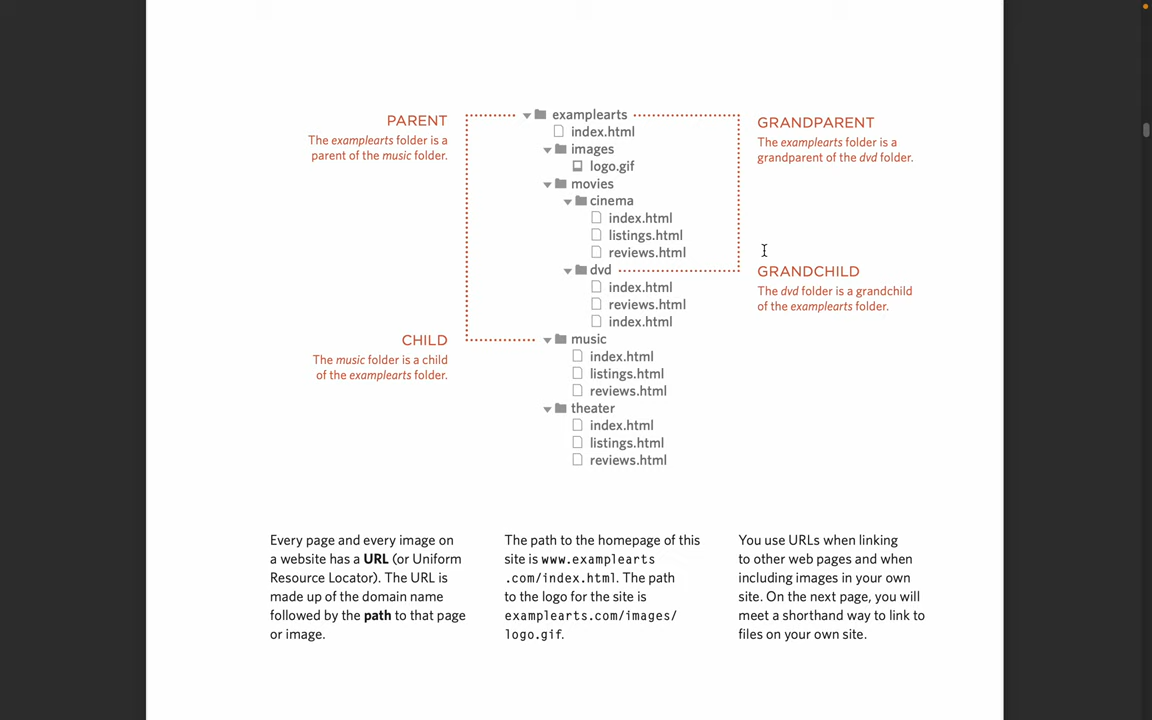 PARENT
The examplearts folder is a
parent of the music folder.
CHILD
The music folder is a child
of the examplearts folder.
examplearts
index.html
images
logo.gif
movies
cinema
index.html
listings.html
reviews.html
dvd
index.html
reviews.html
index.html
music
index.html
listings.html
reviews.html
theater
index.html
listings.html
reviews.html
GRANDPARENT
The examplearts folder is a
grandparent of the dvd folder.
GRANDCHILD
The dvd folder is a grandchild
of the examplearts folder.
Every page and every image on
a website has a URL (or Uniform
Resource Locator). The URL is
made up of the domain name
followed by the path to that page
or image.
The path to the homepage of this
site is www.examplearts
.com/index.html. The path
to the logo for the site is
examplearts.com/images/
logo.gif.
You use URLs when linking
to other web pages and when
including images in your own
site. On the next page, you will
meet a shorthand way to link to
files on your own site.